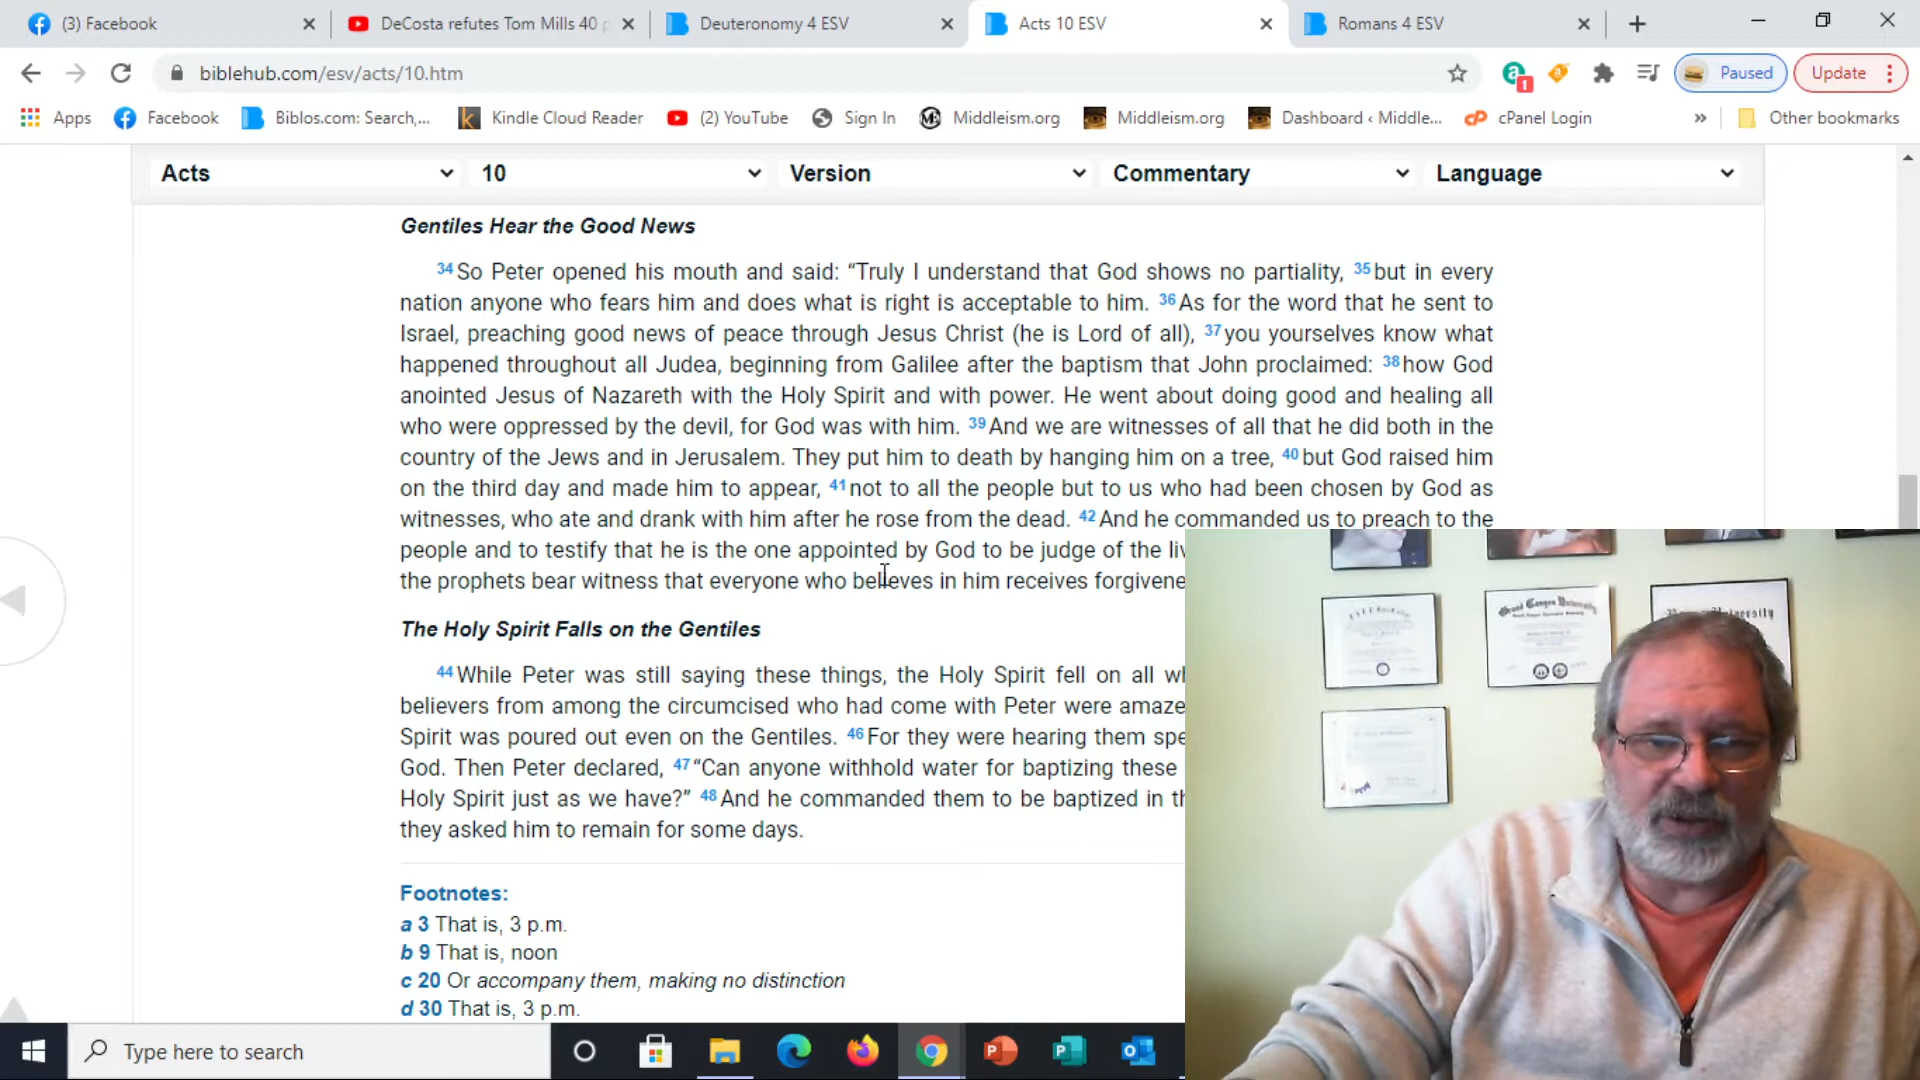 (3) Facebook
DeCosta refutes Tom Mills 40 p
Deuteronomy 4 ESV
Acts 10 ESV
Romans 4 ESV
biblehub.com/esv/acts/10.htm
1
Paused
Update
Apps
Facebook
Biblos.com: Search,...
Kindle Cloud Reader
(2) YouTube
Sign In
Middleism.org
Middleism.org
Dashboard ‹ Middle...
cPanel Login
»
Other bookmarks
Acts
10
Version
Commentary
Language
Gentiles Hear the Good News
34 So Peter opened his mouth and said: “Truly I understand that God shows no partiality, 35 but in every
nation anyone who fears him and does what is right is acceptable to him. 36 As for the word that he sent to
Israel, preaching good news of peace through Jesus Christ (he is Lord of all), 37 you yourselves know what
happened throughout all Judea, beginning from Galilee after the baptism that John proclaimed: 38 how God
anointed Jesus of Nazareth with the Holy Spirit and with power. He went about doing good and healing all
who were oppressed by the devil, for God was with him. 39 And we are witnesses of all that he did both in the
country of the Jews and in Jerusalem. They put him to death by hanging him on a tree, 40 but God raised him
on the third day and made him to appear, 41 not to all the people but to us who had been chosen by God as
witnesses, who ate and drank with him after he rose from the dead. 42 And he commanded us to preach to the
people and to testify that he is the one appointed by God to be judge of the liv
the prophets bear witness that everyone who believes in him receives forgivene
The Holy Spirit Falls on the Gentiles
44 While Peter was still saying these things, the Holy Spirit fell on all wh
believers from among the circumcised who had come with Peter were amaze
Spirit was poured out even on the Gentiles. 46 For they were hearing them spe
God. Then Peter declared, 47 “Can anyone withhold water for baptizing these
Holy Spirit just as we have?” 48 And he commanded them to be baptized in th
they asked him to remain for some days.
Footnotes:
a 3 That is, 3 p.m.
b 9 That is, noon
c 20 Or accompany them, making no distinction
d 30 That is, 3 p.m.
Grand Canyon University
University
Type here to search